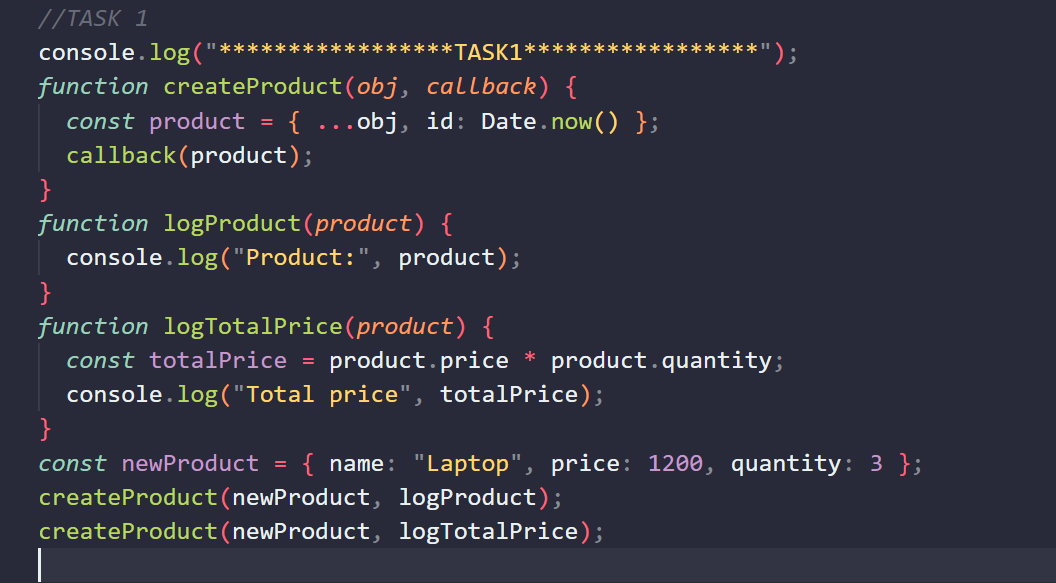 //TASK 1
console.log("*****************TASK1*****************");
function createProduct(obj, callback) {
  const product = { ...obj, id: Date.now() };
  callback(product);
}
function logProduct(product) {
  console.log("Product:", product);
}
function logTotalPrice(product) {
  const totalPrice = product.price * product.quantity;
  console.log("Total price", totalPrice);
}
const newProduct = { name: "Laptop", price: 1200, quantity: 3 };
createProduct(newProduct, logProduct);
createProduct(newProduct, logTotalPrice);